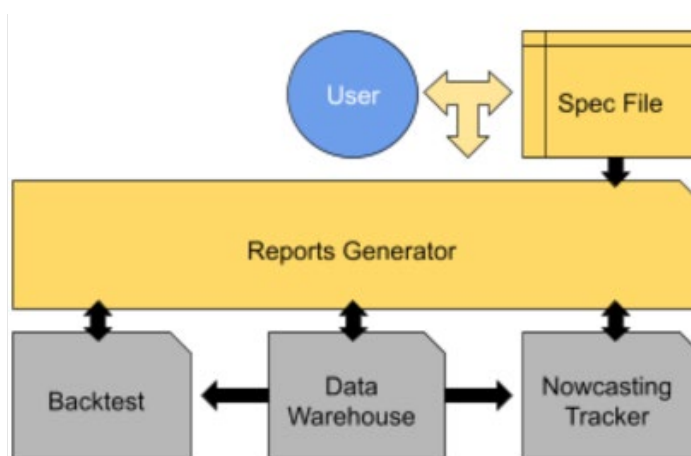 User
Spec File
Reports Generator
Backtest
Data
Warehouse
Nowcasting
Tracker